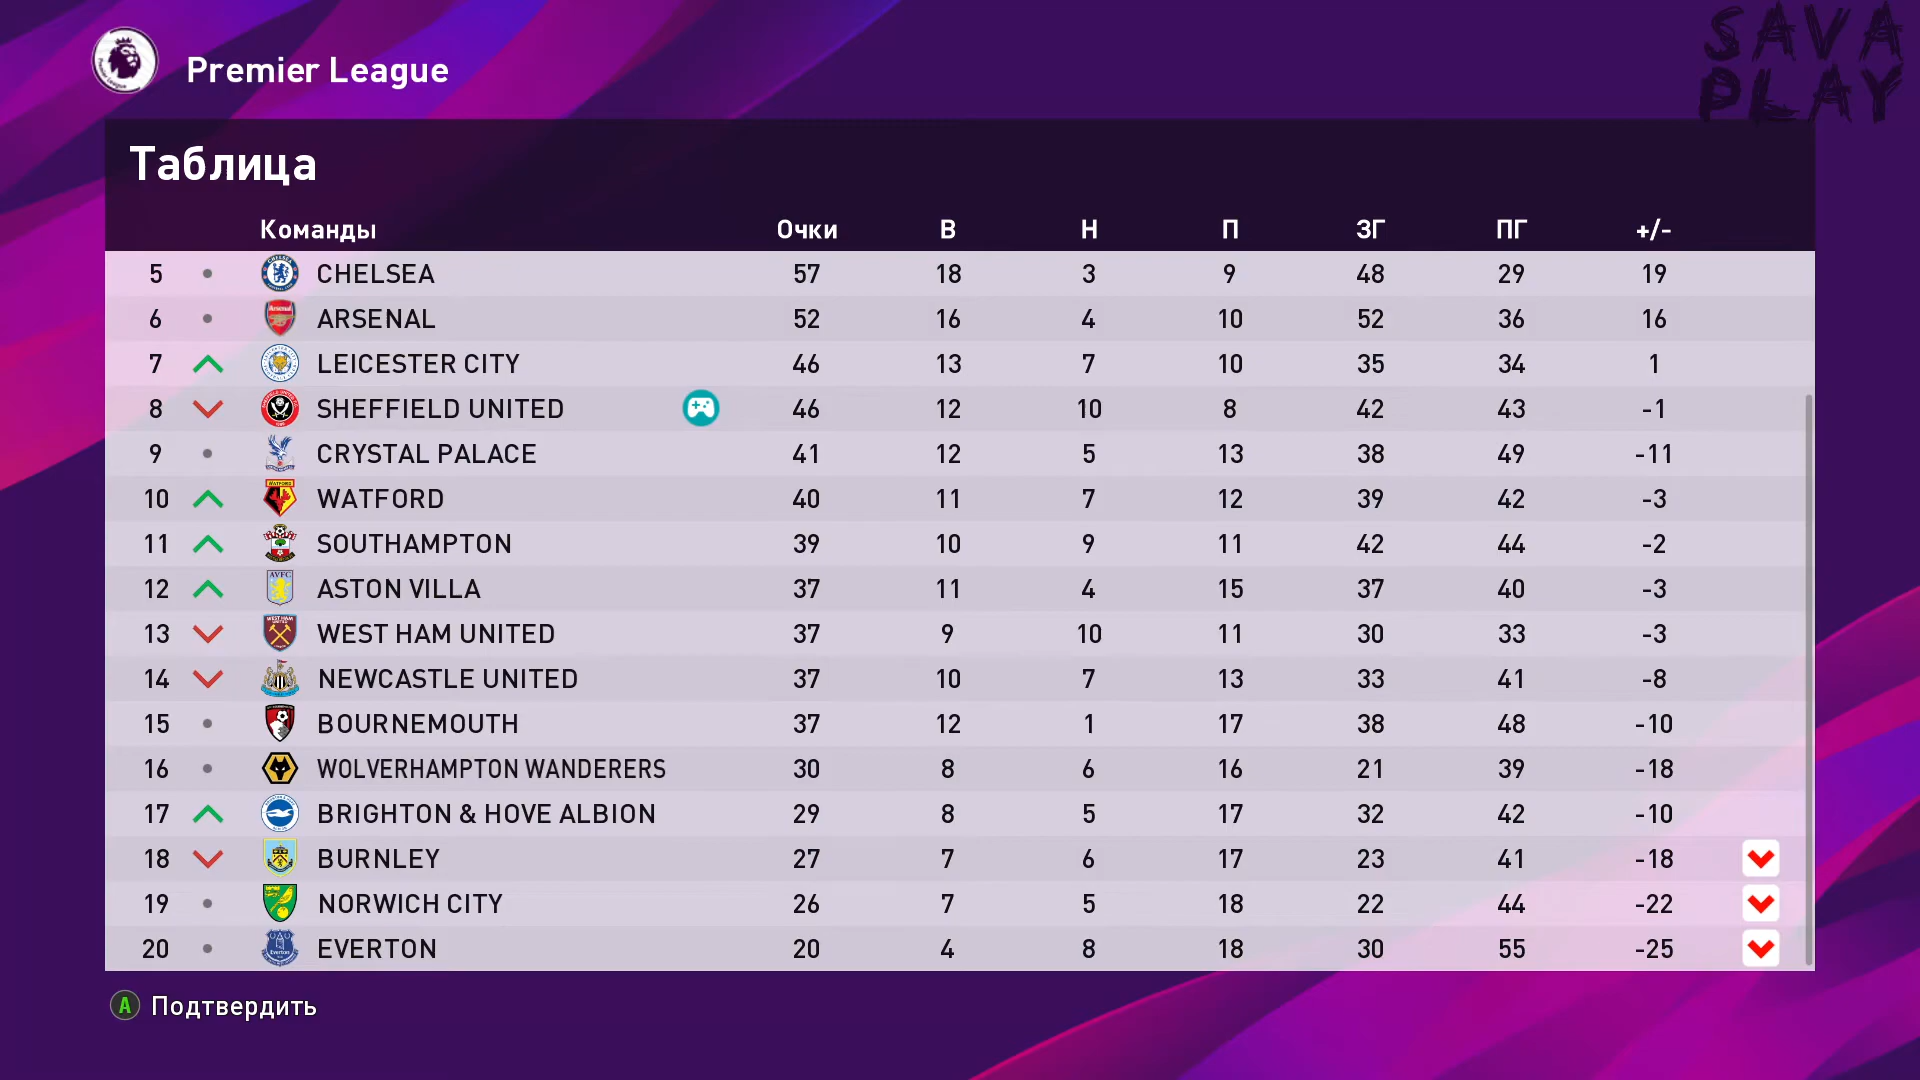 SAVA
PLAY
Premier League
Таблица
Команды Очки В Н П ЗГ ПГ +/-
5 CHELSEA 57 18 3 9 48 29 19
6 ARSENAL 52 16 4 10 52 36 16
7 LEICESTER CITY 46 13 7 10 35 34 1
8 SHEFFIELD UNITED 46 12 10 8 42 43 -1
9 CRYSTAL PALACE 41 12 5 13 38 49 -11
10 WATFORD 40 11 7 12 39 42 -3
11 SOUTHAMPTON 39 10 9 11 42 44 -2
12 ASTON VILLA 37 11 4 15 37 40 -3
13 WEST HAM UNITED 37 9 10 11 30 33 -3
14 NEWCASTLE UNITED 37 10 7 13 33 41 -8
15 BOURNEMOUTH 37 12 1 17 38 48 -10
16 WOLVERHAMPTON WANDERERS 30 8 6 16 21 39 -18
17 BRIGHTON & HOVE ALBION 29 8 5 17 32 42 -10
18 BURNLEY 27 7 6 17 23 41 -18
19 NORWICH CITY 26 7 5 18 22 44 -22
20 EVERTON 20 4 8 18 30 55 -25
A Подтвердить